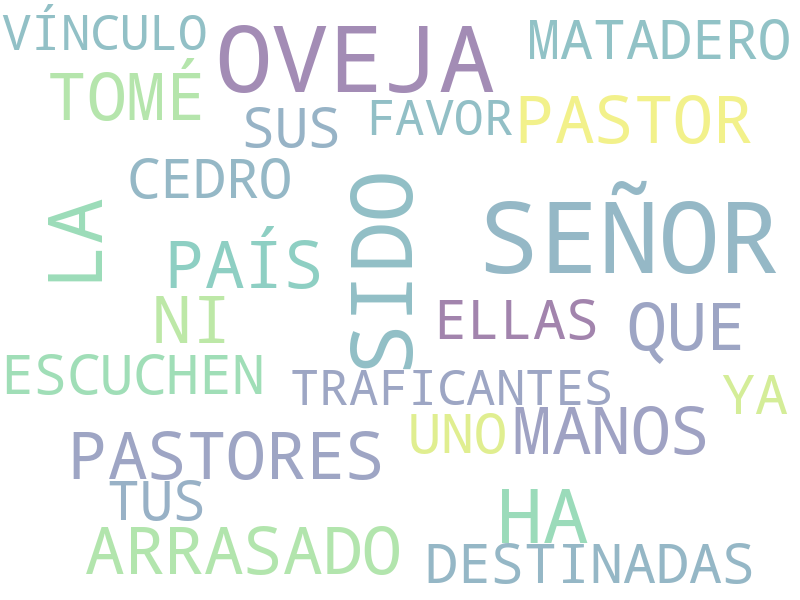 VÍNCULO
OVEJA
MATADERO
TOMÉ
SUS
FAVOR
PASTOR
CEDRO
LA
SIDO
SEÑOR
PAÍS
NI
ELLAS
QUE
ESCUCHEN
TRAFICANTES
YA
UNO
MANOS
PASTORES
TUS
HA
ARRASADO
DESTINADAS